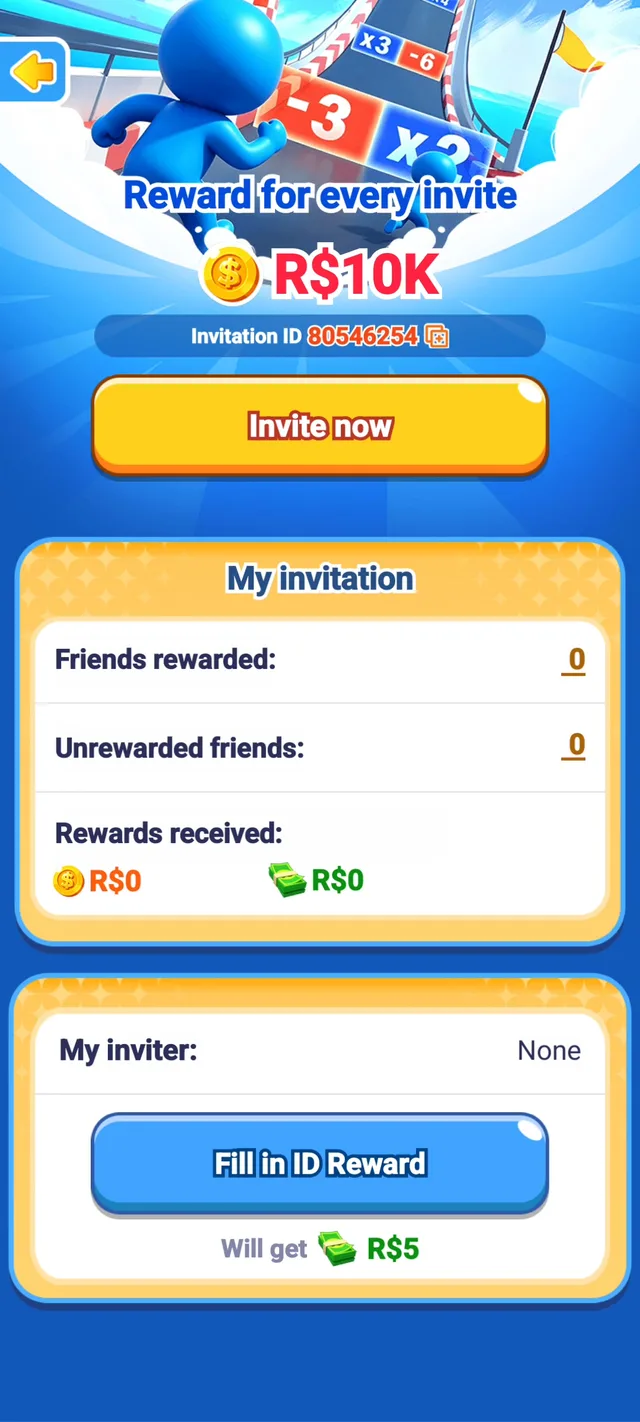 x3 -6
-3 x2
Reward for every invite
R$10K
Invitation ID 80546254
Invite now
My invitation
Friends rewarded: 0
Unrewarded friends: 0
Rewards received:
R$0 R$0
My inviter: None
Fill in ID Reward
Will get R$5